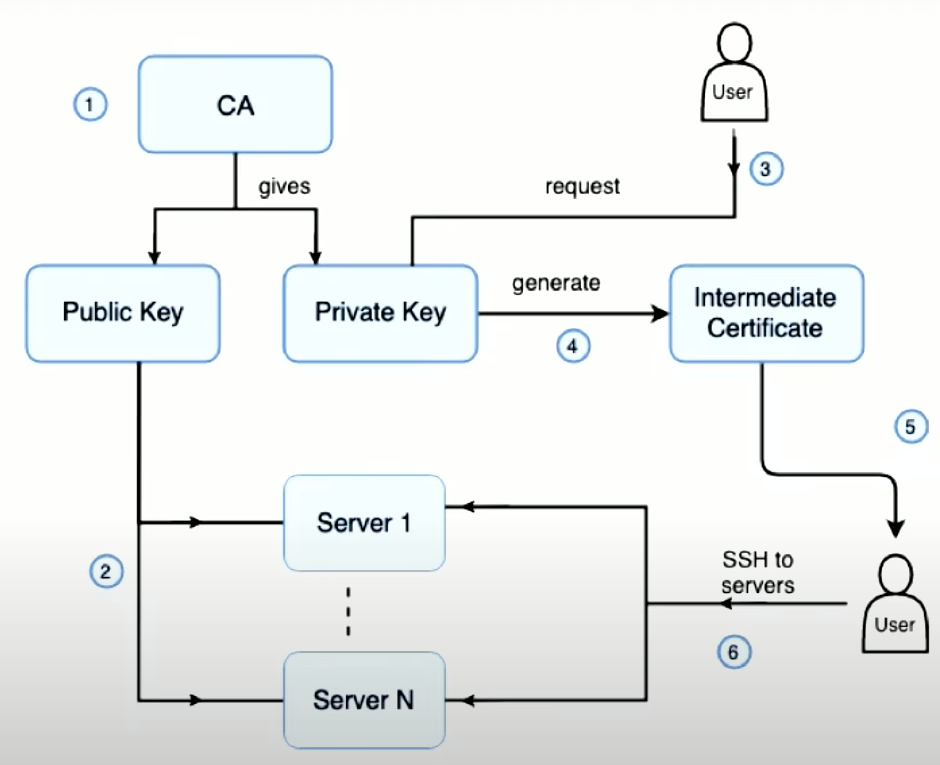 1
CA
User
3
gives
request
Public Key
Private Key
generate
4
Intermediate
Certificate
5
Server 1
2
SSH to
servers
User
6
Server N